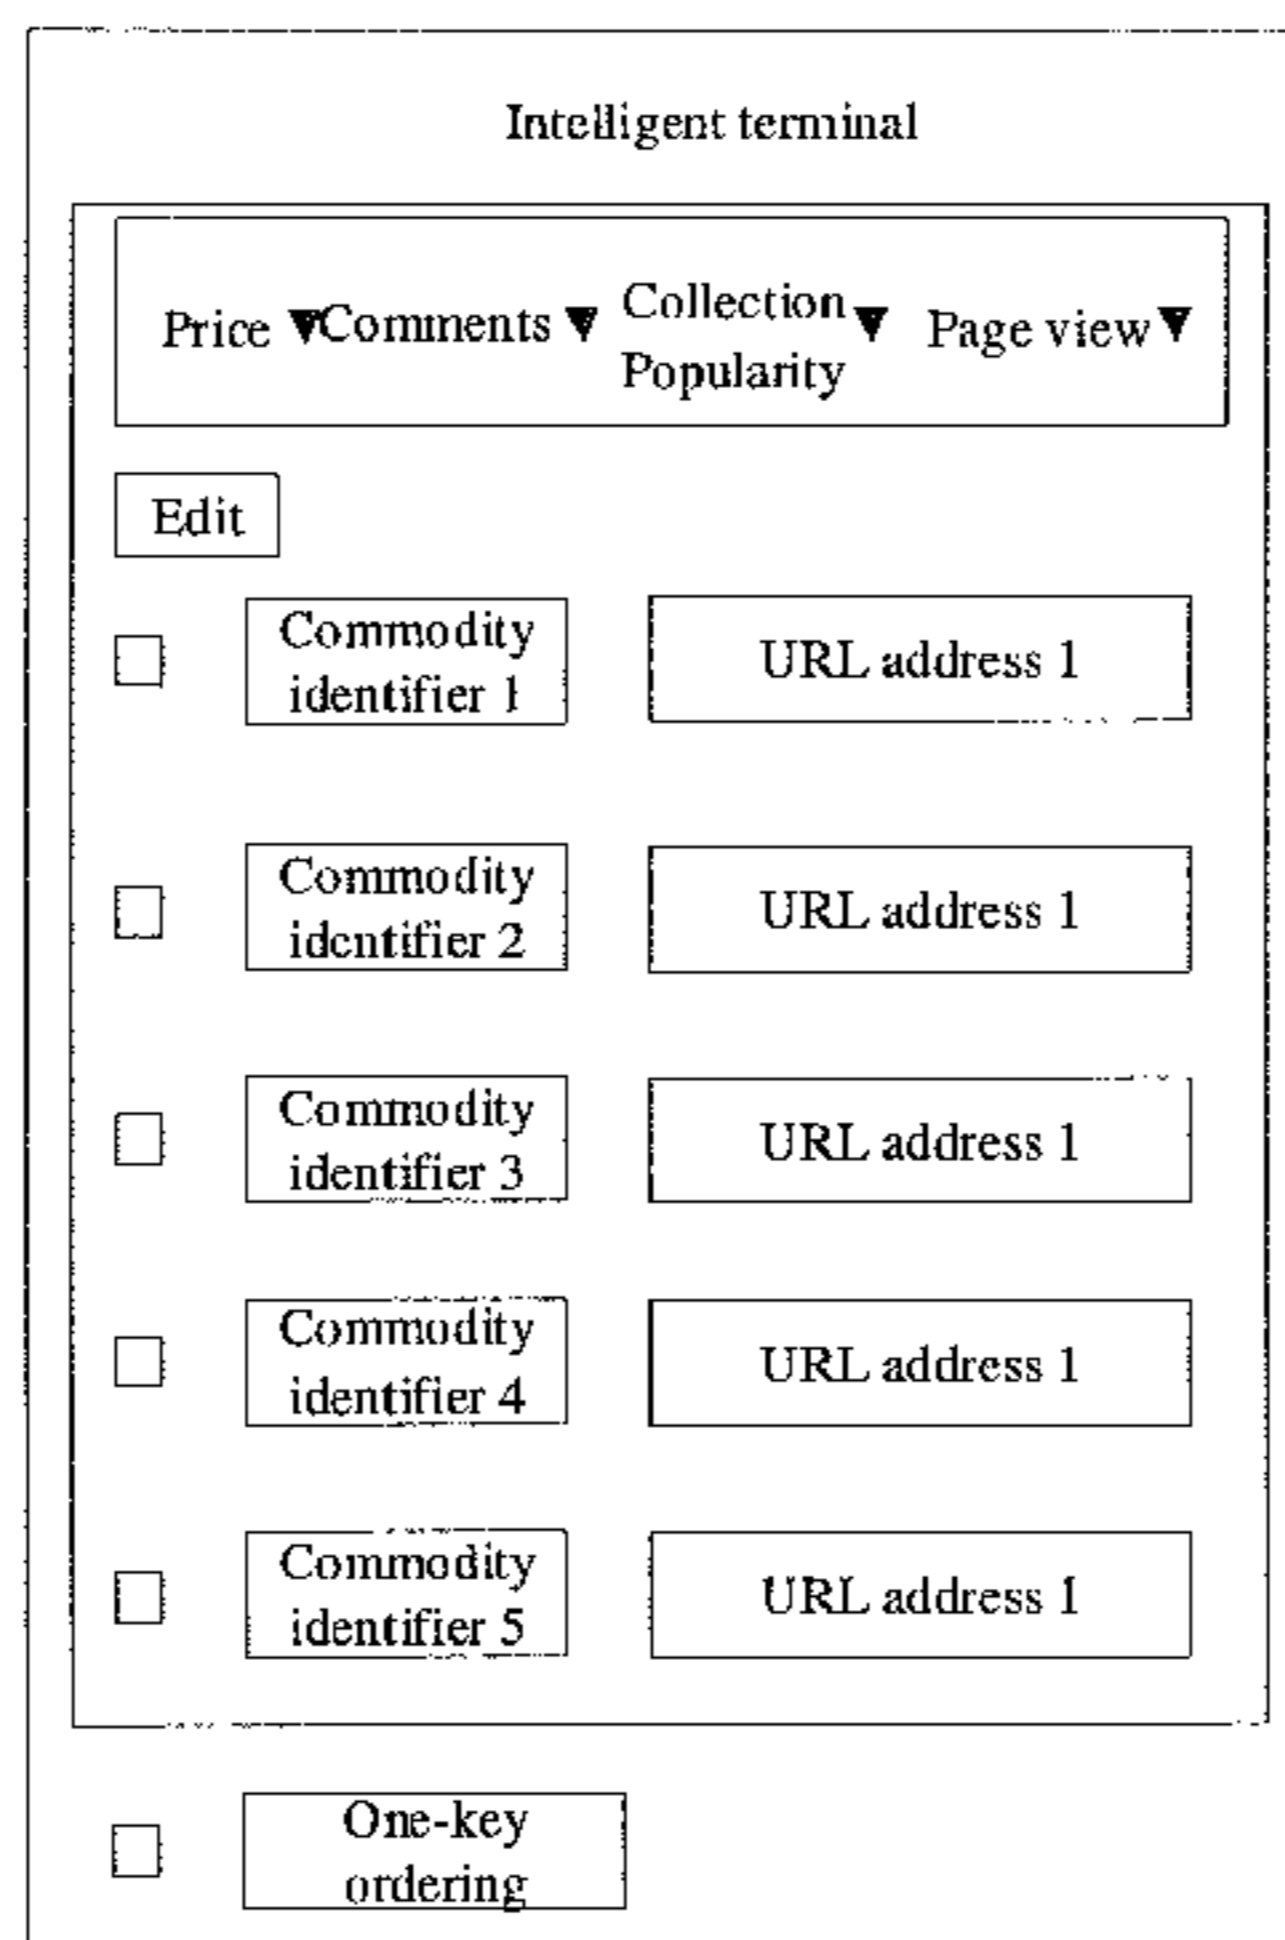 Intelligent terminal
Price ▼ Comments ▼ Collection Popularity ▼ Page view ▼
Edit
Commodity
identifier 1
URL address 1
Commodity
identifier 2
URL address 1
Commodity
identifier 3
URL address 1
Commodity
identifier 4
URL address 1
Commodity
identifier 5
URL address 1
One-key
ordering